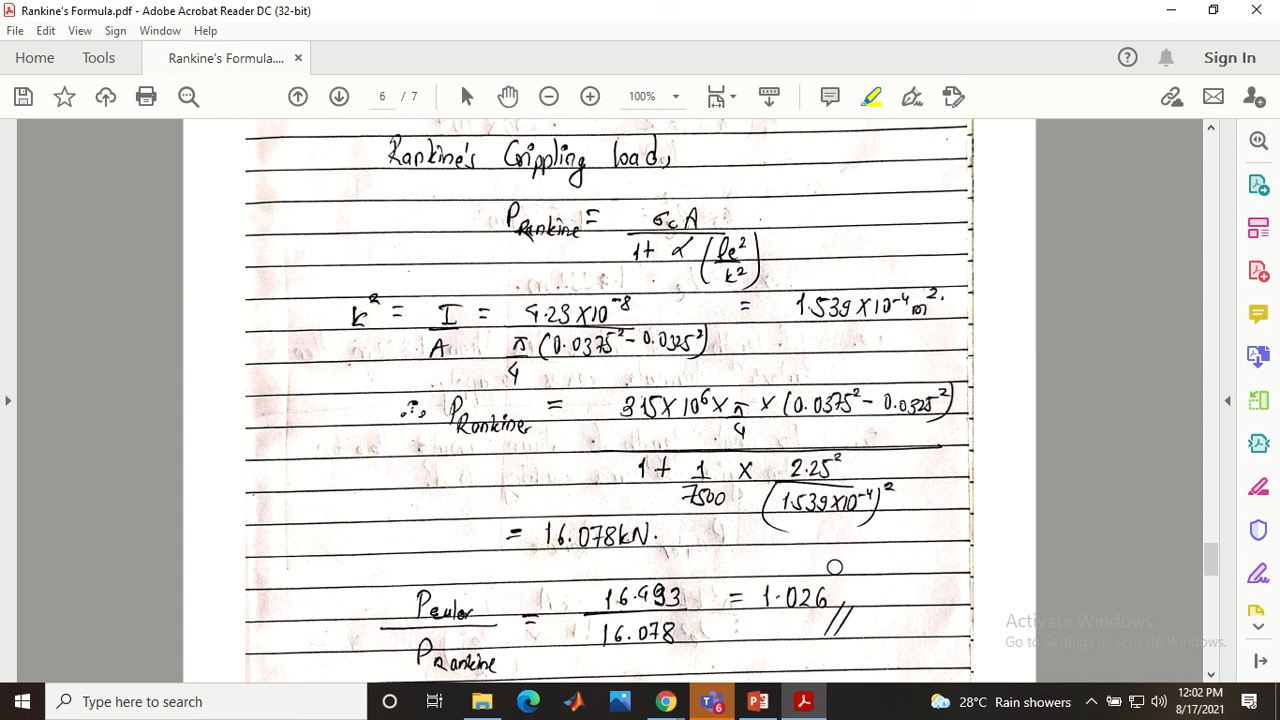 Rankine's Formula.pdf - Adobe Acrobat Reader DC (32-bit)
File Edit View Sign Window Help
Home Tools Rankine's Formula.... × Sign In
6 / 7 100%
Rankine's Crippling load,
P_Rankine = σc A / (1 + α (le² / k²))
k² = I / A = 4.23 × 10⁻⁸ / (π/4 (0.0375² - 0.0325²)) = 1.539 × 10⁻⁴ m².
∴ P_Rankine = 315 × 10⁶ × π/4 × (0.0375² - 0.0325²) / (1 + 1/7500 × 2.25² / (1.539 × 10⁻⁴)²)
= 16.078 kN.
P_euler / P_Rankine = 16.493 / 16.078 = 1.026 //
Activate Windows
Go to Settings to activate Windows.
Type here to search 6 28°C Rain showers 12:02 PM
8/17/2021